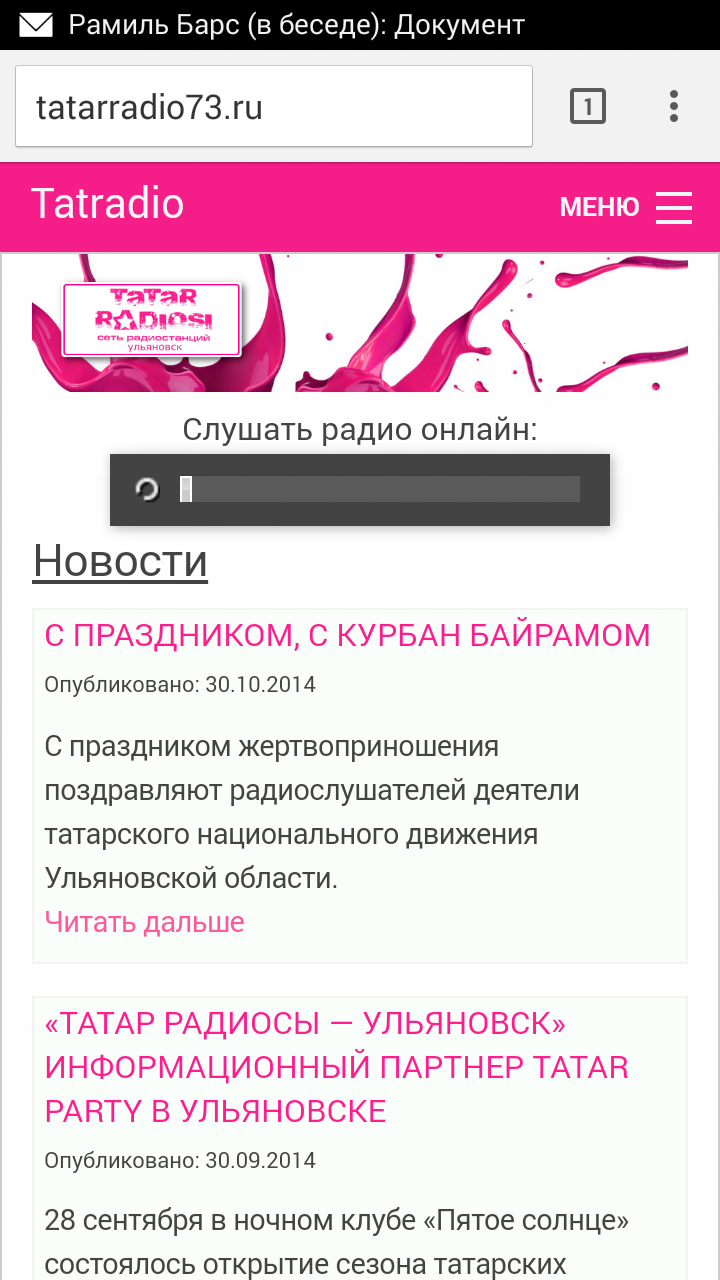 Рамиль Барс (в беседе): Документ
tatarradio73.ru
1
Tatradio
МЕНЮ
TaTaR
RADIOSI
сеть радиостанций
ульяновск
Слушать радио онлайн:
Новости
С ПРАЗДНИКОМ, С КУРБАН БАЙРАМОМ
Опубликовано: 30.10.2014
С праздником жертвоприношения
поздравляют радиослушателей деятели
татарского национального движения
Ульяновской области.
Читать дальше
«ТАТАР РАДИОСЫ — УЛЬЯНОВСК»
ИНФОРМАЦИОННЫЙ ПАРТНЕР TATAR
PARTY В УЛЬЯНОВСКЕ
Опубликовано: 30.09.2014
28 сентября в ночном клубе «Пятое солнце»
состоялось открытие сезона татарских